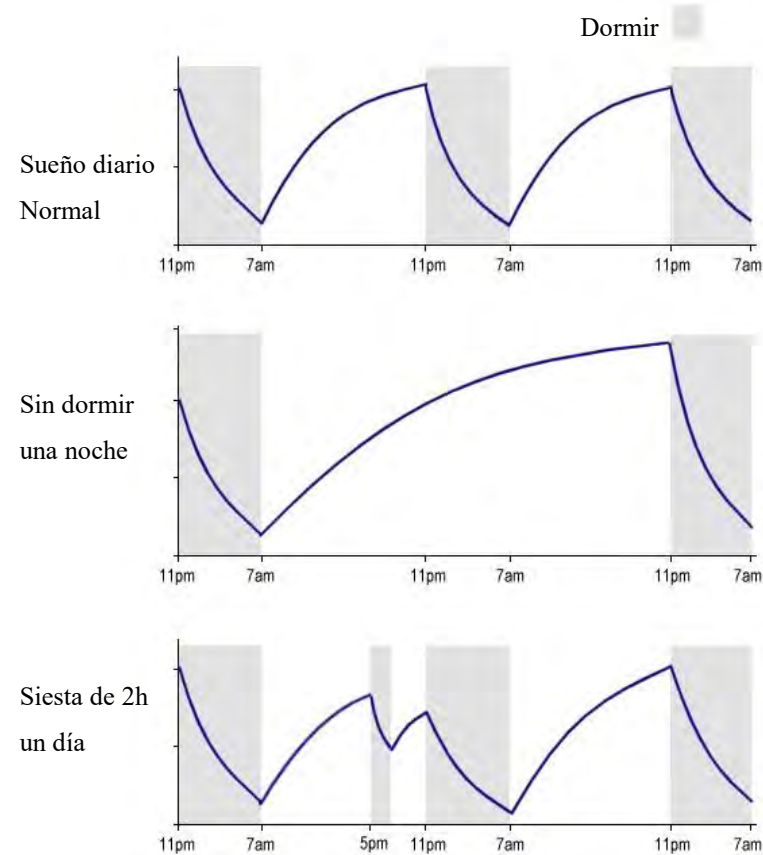 Dormir
Sueño diario
Normal
11pm 7am 11pm 7am 11pm 7am
Sin dormir
una noche
11pm 7am 11pm 7am 11pm 7am
Siesta de 2h
un día
11pm 7am 5pm 11pm 7am 11pm 7am